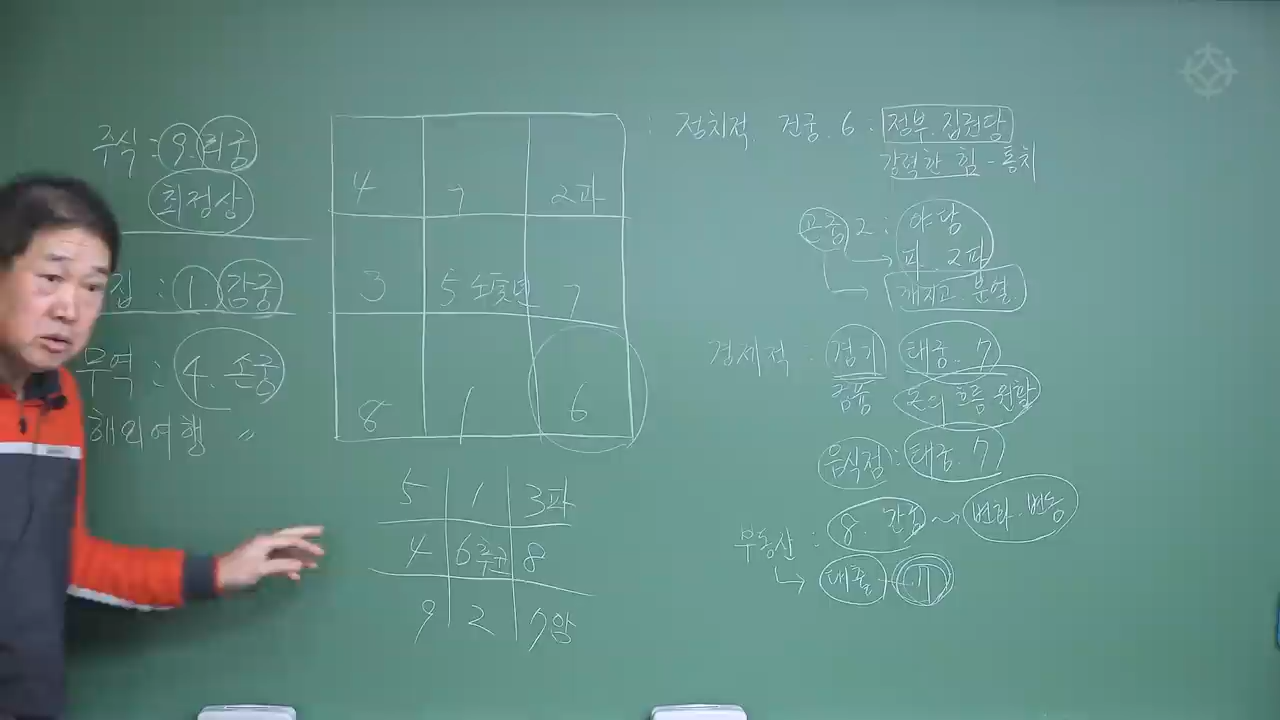 주식 : 9. 리궁
최정상
집 : 1. 감궁
무역 : 4. 손궁
해외여행 〃
4 7 2파
3 5 7
8 1 6
5 1 3파
4 6 8
9 2 7암
: 정치적 건궁. 6 : 정부. 집권당
강력한 힘 - 통치
곤궁 2 : 야당
파. 2파
깨지고. 분열.
경제적 : 경기 태궁. 7
돈의 흐름 원활
음식점 : 태궁. 7
부동산 : 8. 간궁 → 변화. 변동
대출 - 7